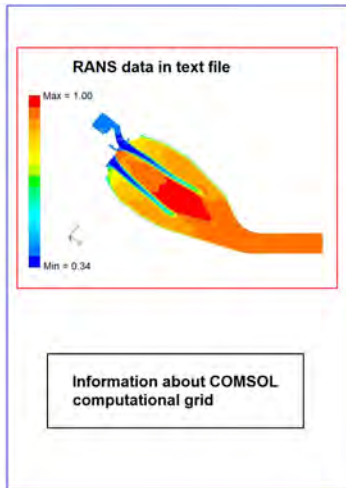 RANS data in text file
Max = 1.00
Min = 0.34
Information about COMSOL
computational grid